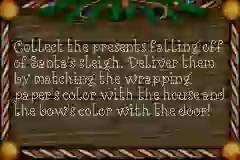 Collect the presents falling off
of Santa's sleigh. Deliver them
by matching the wrapping
paper's color with the house and
the bow's color with the door!